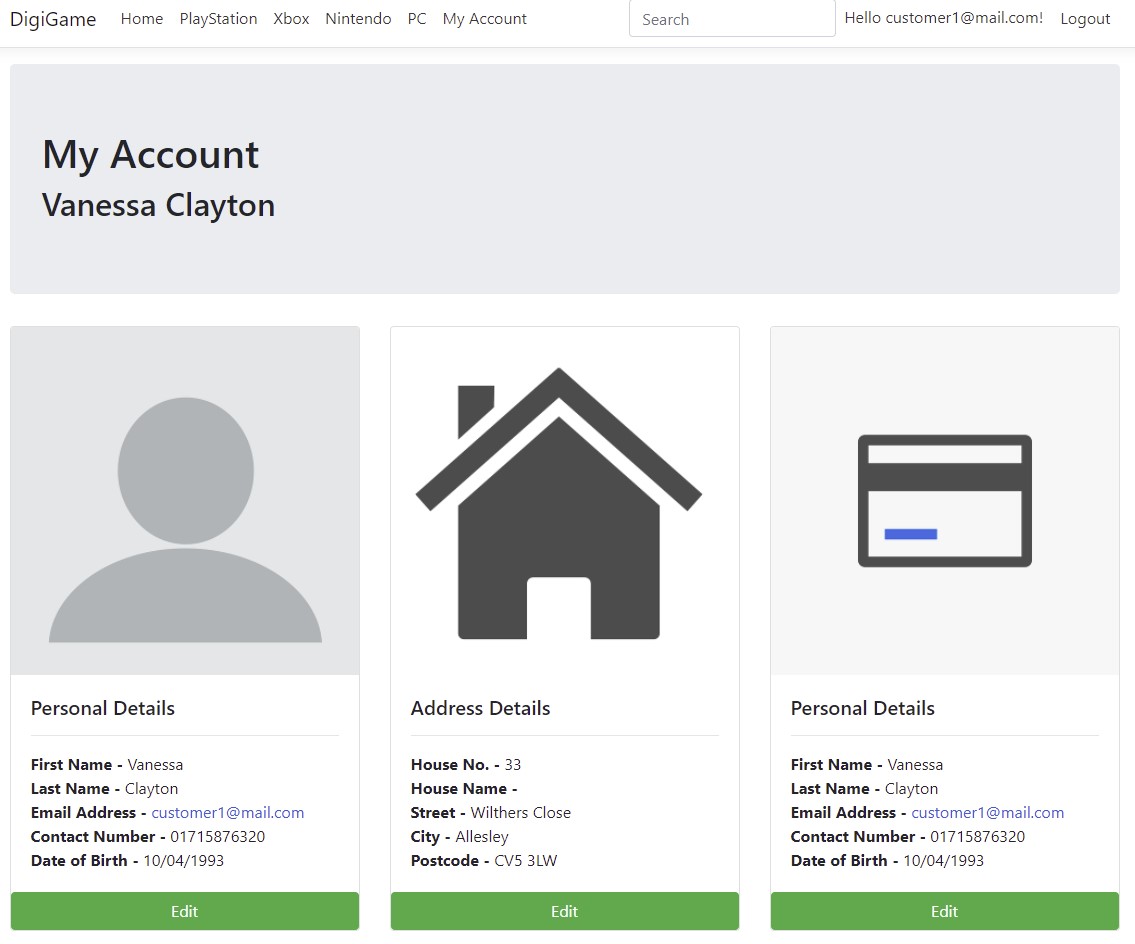 DigiGame Home PlayStation Xbox Nintendo PC My Account Search Hello customer1@mail.com! Logout
My Account
Vanessa Clayton
Personal Details
First Name - Vanessa
Last Name - Clayton
Email Address - customer1@mail.com
Contact Number - 01715876320
Date of Birth - 10/04/1993
Edit
Address Details
House No. - 33
House Name -
Street - Wilthers Close
City - Allesley
Postcode - CV5 3LW
Edit
Personal Details
First Name - Vanessa
Last Name - Clayton
Email Address - customer1@mail.com
Contact Number - 01715876320
Date of Birth - 10/04/1993
Edit